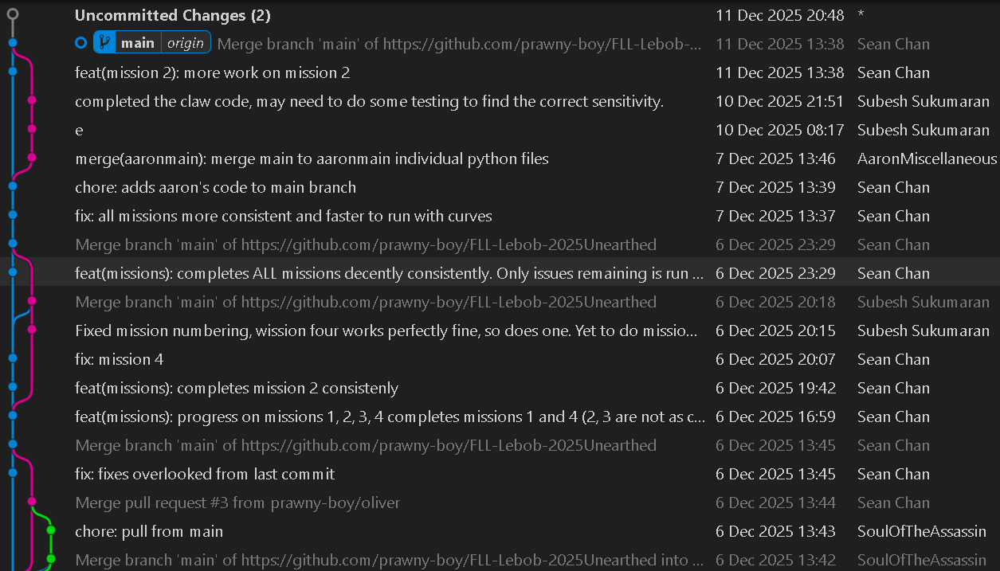 Uncommitted Changes (2) 11 Dec 2025 20:48 *
main origin Merge branch 'main' of https://github.com/prawny-boy/FLL-Lebob-... 11 Dec 2025 13:38 Sean Chan
feat(mission 2): more work on mission 2 11 Dec 2025 13:38 Sean Chan
completed the claw code, may need to do some testing to find the correct sensitivity. 10 Dec 2025 21:51 Subesh Sukumaran
e 10 Dec 2025 08:17 Subesh Sukumaran
merge(aaronmain): merge main to aaronmain individual python files 7 Dec 2025 13:46 AaronMiscellaneous
chore: adds aaron's code to main branch 7 Dec 2025 13:39 Sean Chan
fix: all missions more consistent and faster to run with curves 7 Dec 2025 13:37 Sean Chan
Merge branch 'main' of https://github.com/prawny-boy/FLL-Lebob-2025Unearthed 6 Dec 2025 23:29 Sean Chan
feat(missions): completes ALL missions decently consistently. Only issues remaining is run ... 6 Dec 2025 23:29 Sean Chan
Merge branch 'main' of https://github.com/prawny-boy/FLL-Lebob-2025Unearthed 6 Dec 2025 20:18 Subesh Sukumaran
Fixed mission numbering, wission four works perfectly fine, so does one. Yet to do missio... 6 Dec 2025 20:15 Subesh Sukumaran
fix: mission 4 6 Dec 2025 20:07 Sean Chan
feat(missions): completes mission 2 consistenly 6 Dec 2025 19:42 Sean Chan
feat(missions): progress on missions 1, 2, 3, 4 completes missions 1 and 4 (2, 3 are not as c... 6 Dec 2025 16:59 Sean Chan
Merge branch 'main' of https://github.com/prawny-boy/FLL-Lebob-2025Unearthed 6 Dec 2025 13:45 Sean Chan
fix: fixes overlooked from last commit 6 Dec 2025 13:45 Sean Chan
Merge pull request #3 from prawny-boy/oliver 6 Dec 2025 13:44 Sean Chan
chore: pull from main 6 Dec 2025 13:43 SoulOfTheAssassin
Merge branch 'main' of https://github.com/prawny-boy/FLL-Lebob-2025Unearthed into ... 6 Dec 2025 13:42 SoulOfTheAssassin